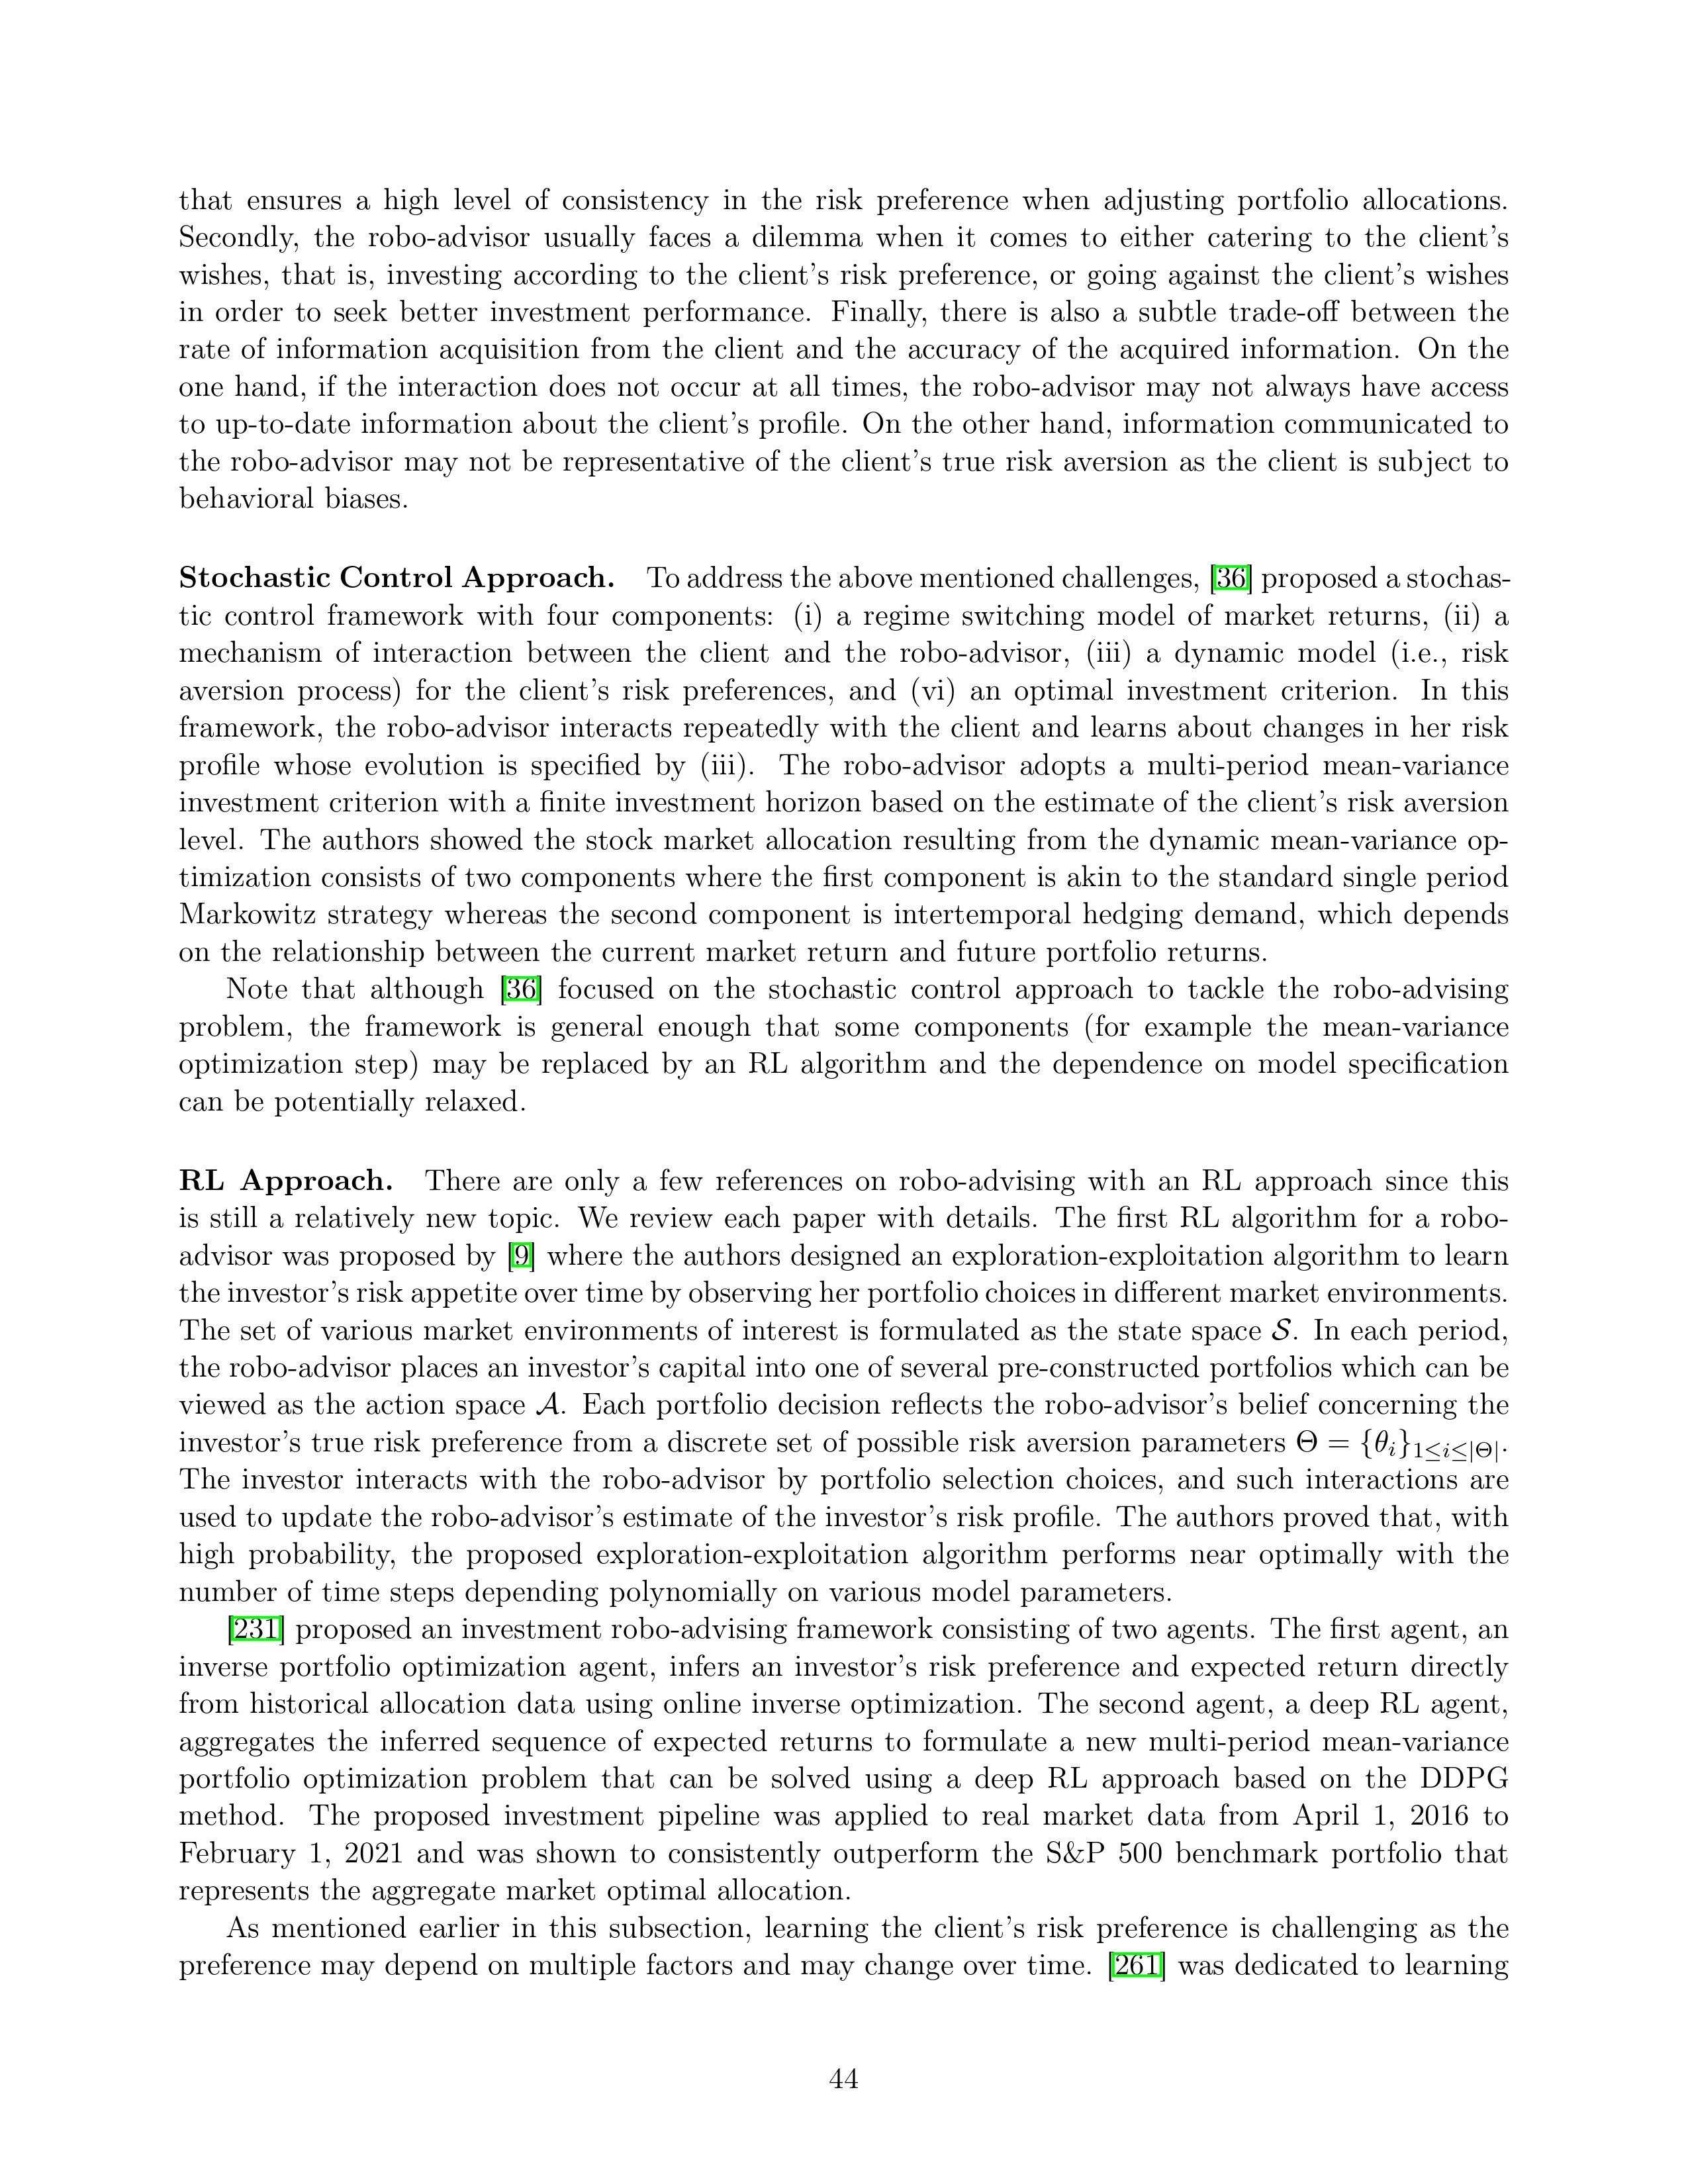 that ensures a high level of consistency in the risk preference when adjusting portfolio allocations.
Secondly, the robo-advisor usually faces a dilemma when it comes to either catering to the client's
wishes, that is, investing according to the client's risk preference, or going against the client's wishes
in order to seek better investment performance. Finally, there is also a subtle trade-off between the
rate of information acquisition from the client and the accuracy of the acquired information. On the
one hand, if the interaction does not occur at all times, the robo-advisor may not always have access
to up-to-date information about the client's profile. On the other hand, information communicated to
the robo-advisor may not be representative of the client's true risk aversion as the client is subject to
behavioral biases.
Stochastic Control Approach. To address the above mentioned challenges, [36] proposed a stochas-
tic control framework with four components: (i) a regime switching model of market returns, (ii) a
mechanism of interaction between the client and the robo-advisor, (iii) a dynamic model (i.e., risk
aversion process) for the client's risk preferences, and (vi) an optimal investment criterion. In this
framework, the robo-advisor interacts repeatedly with the client and learns about changes in her risk
profile whose evolution is specified by (iii). The robo-advisor adopts a multi-period mean-variance
investment criterion with a finite investment horizon based on the estimate of the client's risk aversion
level. The authors showed the stock market allocation resulting from the dynamic mean-variance op-
timization consists of two components where the first component is akin to the standard single period
Markowitz strategy whereas the second component is intertemporal hedging demand, which depends
on the relationship between the current market return and future portfolio returns.
Note that although [36] focused on the stochastic control approach to tackle the robo-advising
problem, the framework is general enough that some components (for example the mean-variance
optimization step) may be replaced by an RL algorithm and the dependence on model specification
can be potentially relaxed.
RL Approach. There are only a few references on robo-advising with an RL approach since this
is still a relatively new topic. We review each paper with details. The first RL algorithm for a robo-
advisor was proposed by [9] where the authors designed an exploration-exploitation algorithm to learn
the investor's risk appetite over time by observing her portfolio choices in different market environments.
The set of various market environments of interest is formulated as the state space 𝒮. In each period,
the robo-advisor places an investor's capital into one of several pre-constructed portfolios which can be
viewed as the action space 𝒜. Each portfolio decision reflects the robo-advisor's belief concerning the
investor's true risk preference from a discrete set of possible risk aversion parameters Θ = {θᵢ}₁≤ᵢ≤|Θ|.
The investor interacts with the robo-advisor by portfolio selection choices, and such interactions are
used to update the robo-advisor's estimate of the investor's risk profile. The authors proved that, with
high probability, the proposed exploration-exploitation algorithm performs near optimally with the
number of time steps depending polynomially on various model parameters.
[231] proposed an investment robo-advising framework consisting of two agents. The first agent, an
inverse portfolio optimization agent, infers an investor's risk preference and expected return directly
from historical allocation data using online inverse optimization. The second agent, a deep RL agent,
aggregates the inferred sequence of expected returns to formulate a new multi-period mean-variance
portfolio optimization problem that can be solved using a deep RL approach based on the DDPG
method. The proposed investment pipeline was applied to real market data from April 1, 2016 to
February 1, 2021 and was shown to consistently outperform the S&P 500 benchmark portfolio that
represents the aggregate market optimal allocation.
As mentioned earlier in this subsection, learning the client's risk preference is challenging as the
preference may depend on multiple factors and may change over time. [261] was dedicated to learning
44